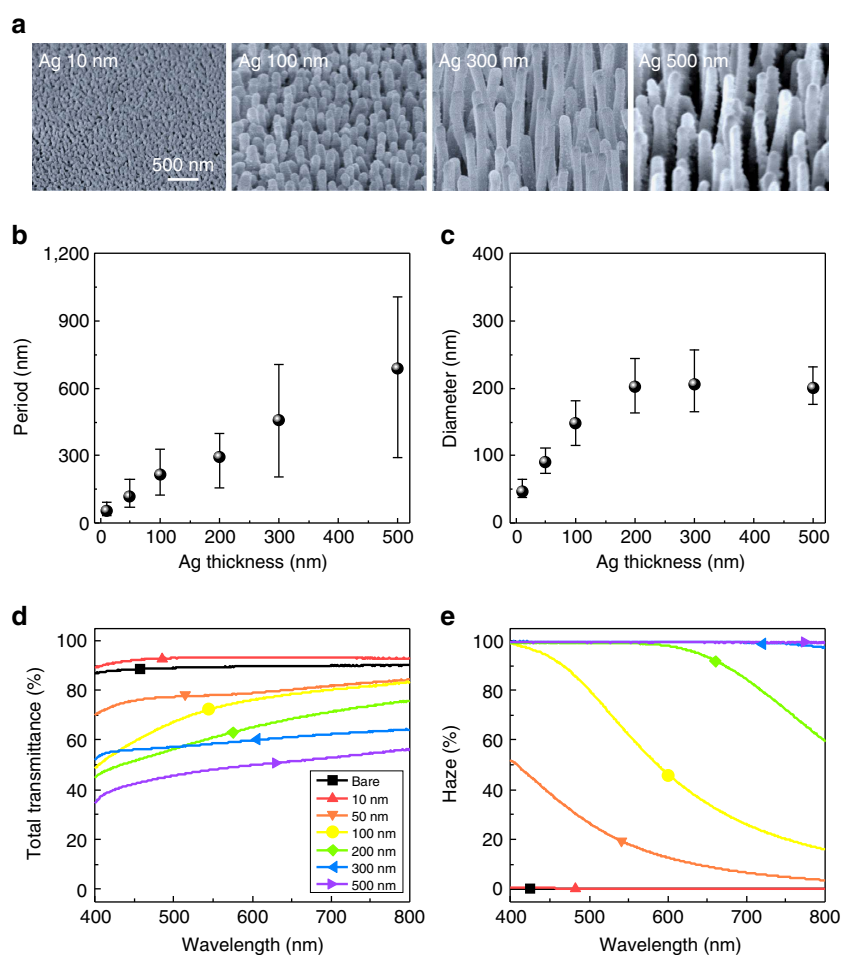 a
Ag 10 nm
Ag 100 nm
Ag 300 nm
Ag 500 nm
500 nm
b
1,200
900
600
300
0
Period (nm)
0 100 200 300 400 500
Ag thickness (nm)
c
400
300
200
100
0
Diameter (nm)
0 100 200 300 400 500
Ag thickness (nm)
d
100
80
60
40
20
0
Total transmittance (%)
Bare
10 nm
50 nm
100 nm
200 nm
300 nm
500 nm
400 500 600 700 800
Wavelength (nm)
e
100
80
60
40
20
0
Haze (%)
400 500 600 700 800
Wavelength (nm)